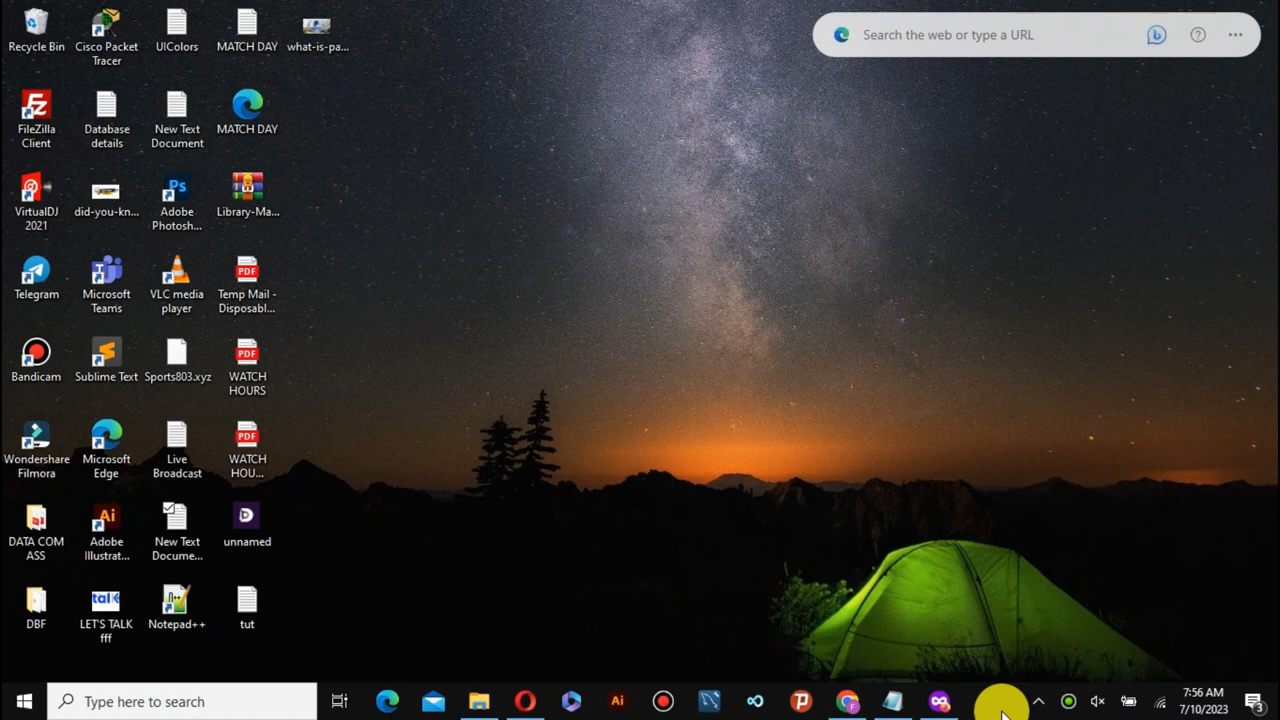 Recycle Bin
Cisco Packet
Tracer
UIColors
MATCH DAY
what-is-pa...
Search the web or type a URL
FileZilla
Client
Database
details
New Text
Document
MATCH DAY
VirtualDJ
2021
did-you-kn...
Adobe
Photosh...
Library-Ma...
Telegram
Microsoft
Teams
VLC media
player
Temp Mail -
Disposabl...
Bandicam
Sublime Text
Sports803.xyz
WATCH
HOURS
Wondershare
Filmora
Microsoft
Edge
Live
Broadcast
WATCH
HOU...
DATA COM
ASS
Adobe
Illustrat...
New Text
Docume...
unnamed
DBF
LET'S TALK
fff
Notepad++
tut
Type here to search
7:56 AM
7/10/2023
3